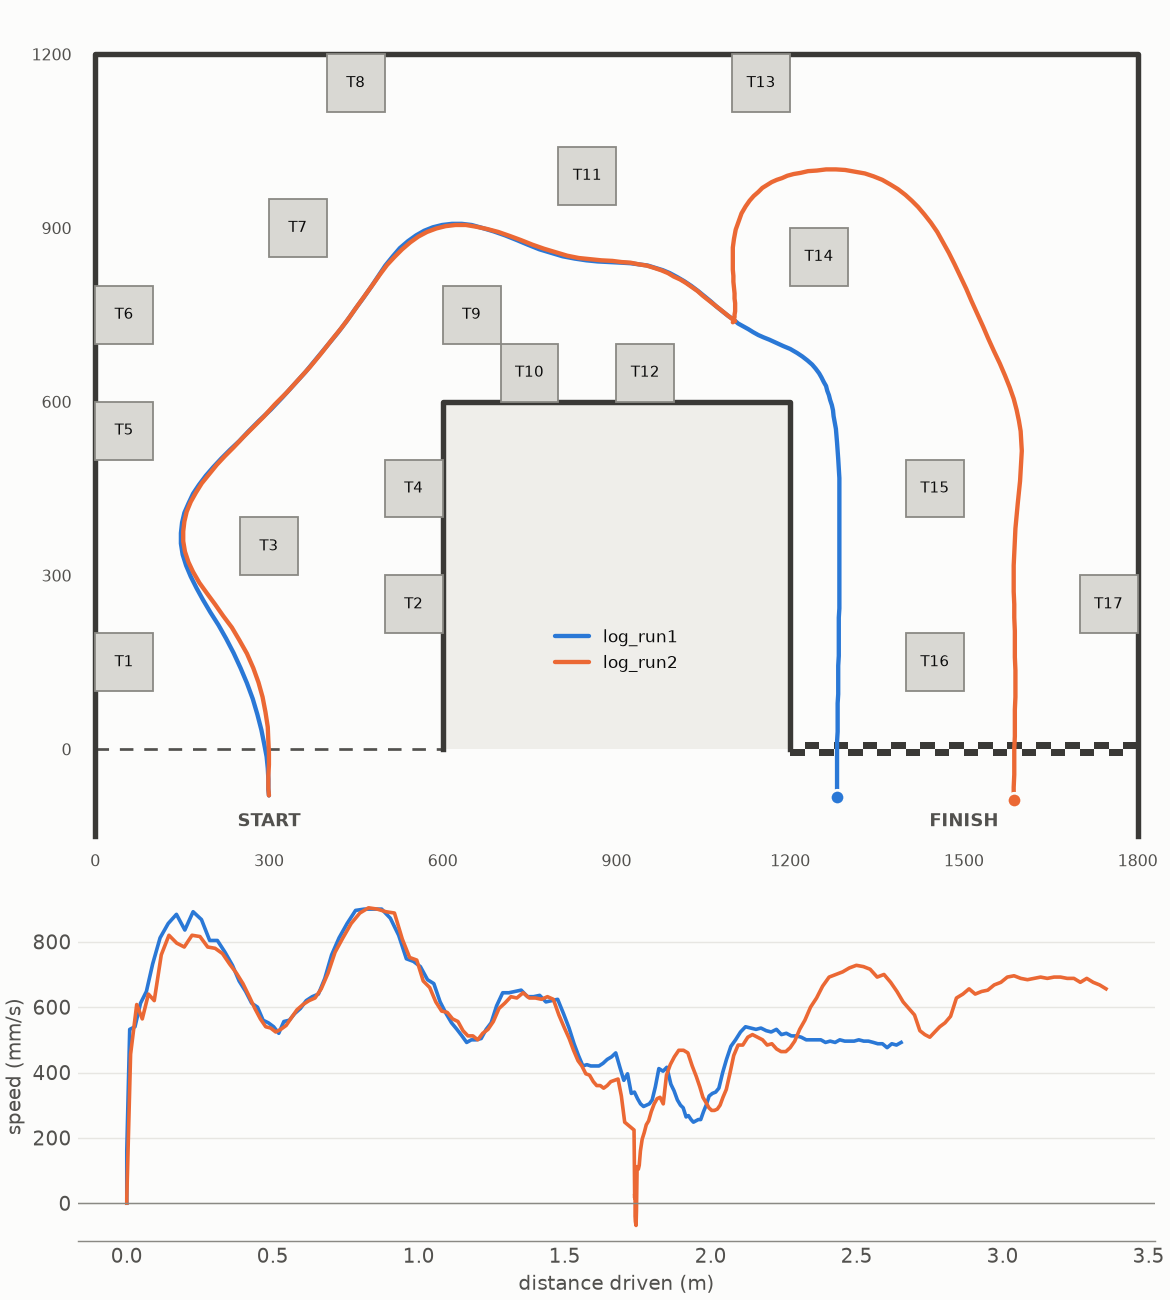 1200
T8
T13
T11
T7
900
T14
T6
T9
T10
T12
600
T5
T4
T15
T3
300
T2
T17
log_run1
log_run2
T1
T16
0
START
FINISH
0 300 600 900 1200 1500 1800
800
600
400
200
0
speed (mm/s)
0.0 0.5 1.0 1.5 2.0 2.5 3.0 3.5
distance driven (m)